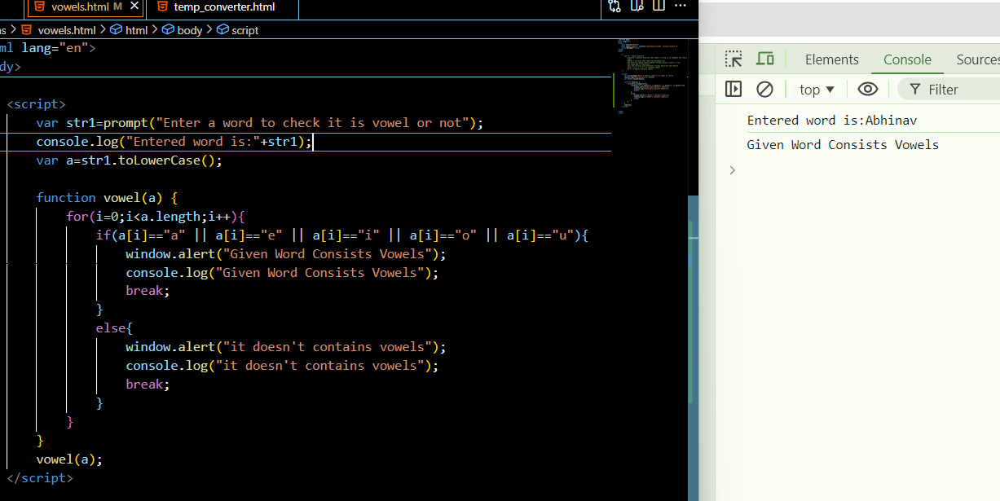 vowels.html M
temp_converter.html
s > vowels.html > html > body > script
ml lang="en">
dy>
<script>
var str1=prompt("Enter a word to check it is vowel or not");
console.log("Entered word is:"+str1);
var a=str1.toLowerCase();
function vowel(a) {
for(i=0;i<a.length;i++){
if(a[i]=="a" || a[i]=="e" || a[i]=="i" || a[i]=="o" || a[i]=="u"){
window.alert("Given Word Consists Vowels");
console.log("Given Word Consists Vowels");
break;
}
else{
window.alert("it doesn't contains vowels");
console.log("it doesn't contains vowels");
break;
}
}
}
vowel(a);
</script>
Elements Console Sources
top Filter
Entered word is:Abhinav
Given Word Consists Vowels
>